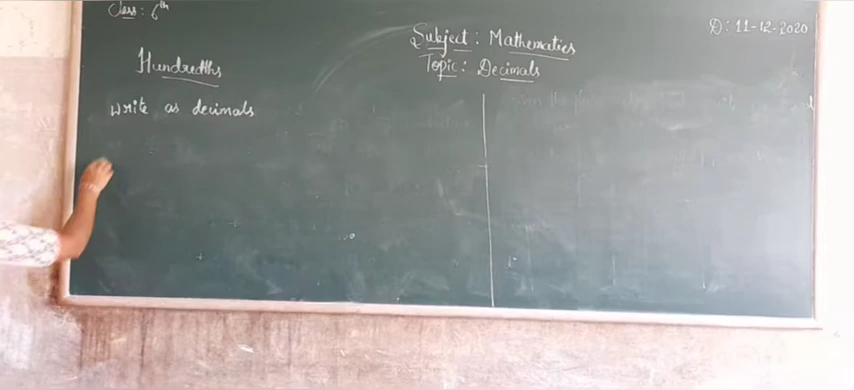 Class: 6th
D: 11-12-2020
Subject: Mathematics
Topic: Decimals
Hundredths
Write as decimals